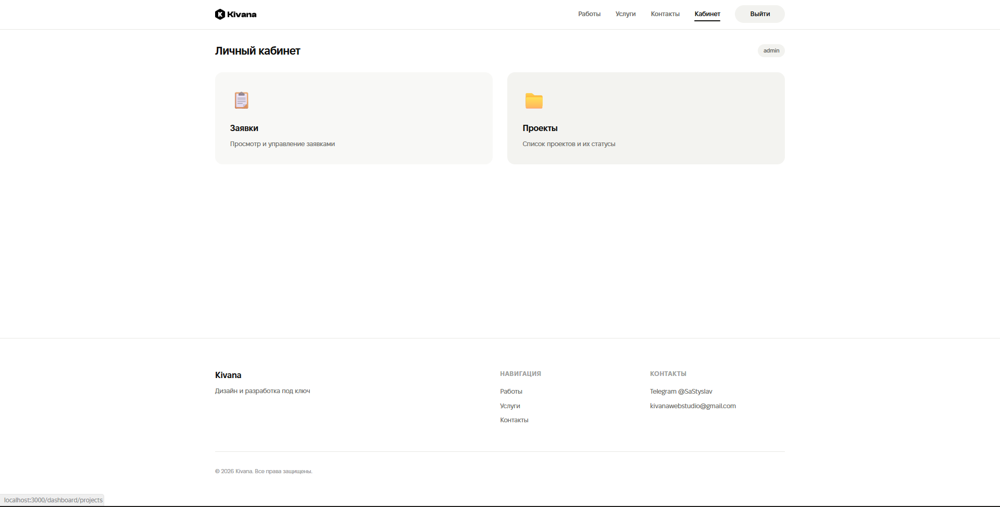 Kivana
Работы
Услуги
Контакты
Кабинет
Выйти
Личный кабинет
admin
Заявки
Просмотр и управление заявками
Проекты
Список проектов и их статусы
Kivana
Дизайн и разработка под ключ
НАВИГАЦИЯ
Работы
Услуги
Контакты
КОНТАКТЫ
Telegram @SaStyslav
kivanawebstudio@gmail.com
© 2026 Kivana. Все права защищены.
localhost:3000/dashboard/projects